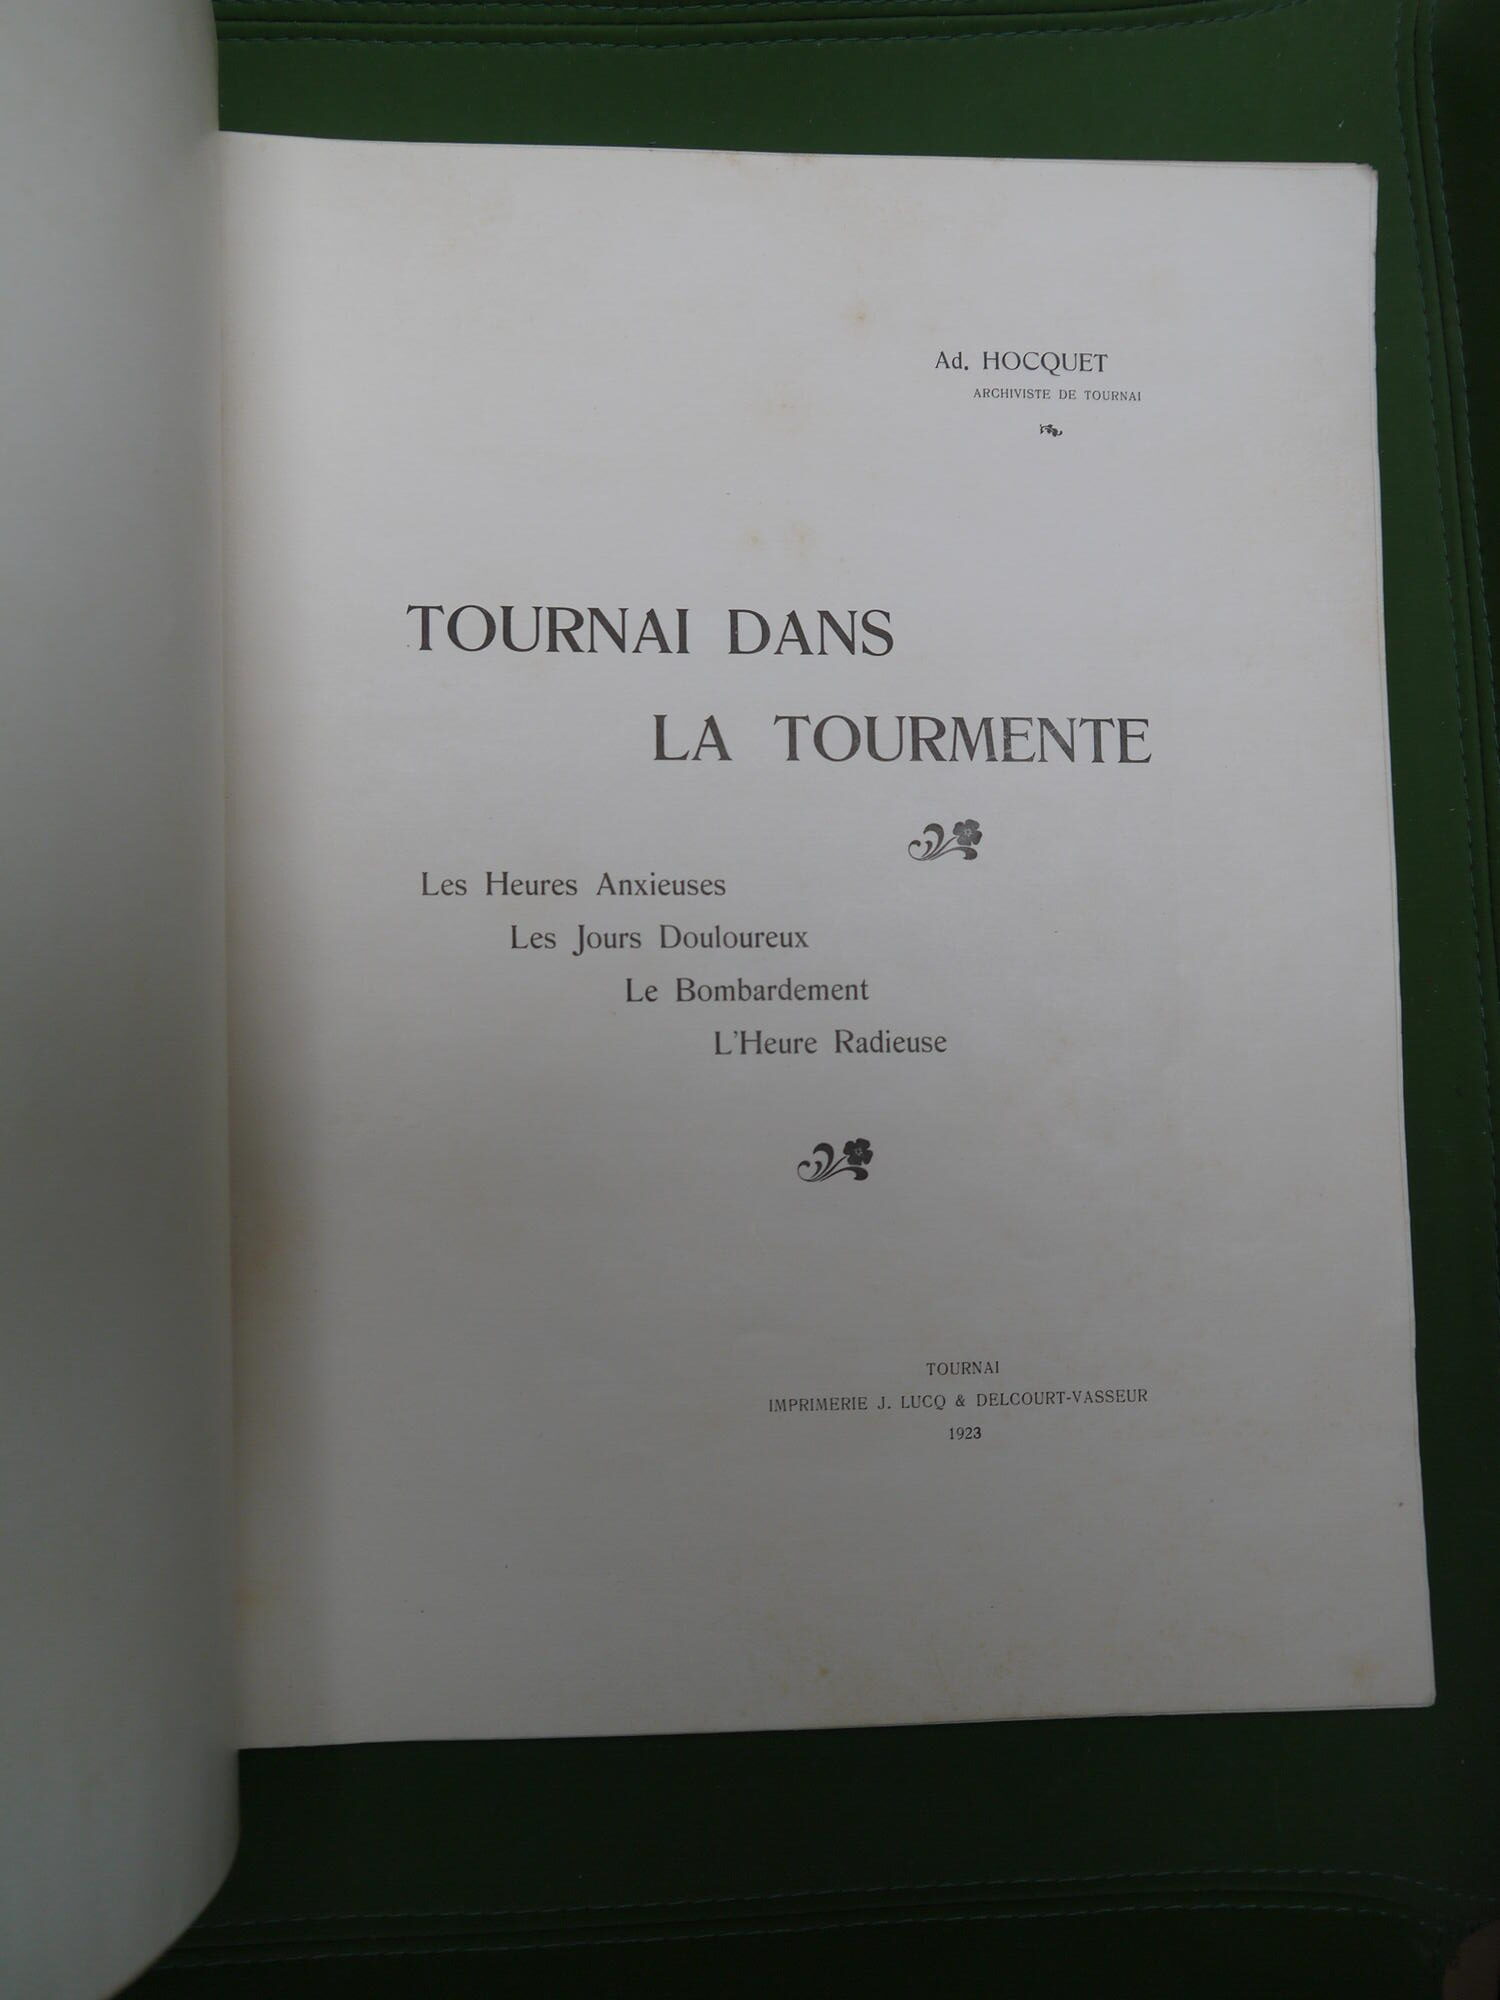 Ad. HOCQUET
ARCHIVISTE DE TOURNAI
TOURNAI DANS
LA TOURMENTE
Les Heures Anxieuses
Les Jours Douloureux
Le Bombardement
L'Heure Radieuse
TOURNAI
IMPRIMERIE J. LUCQ & DELCOURT-VASSEUR
1923